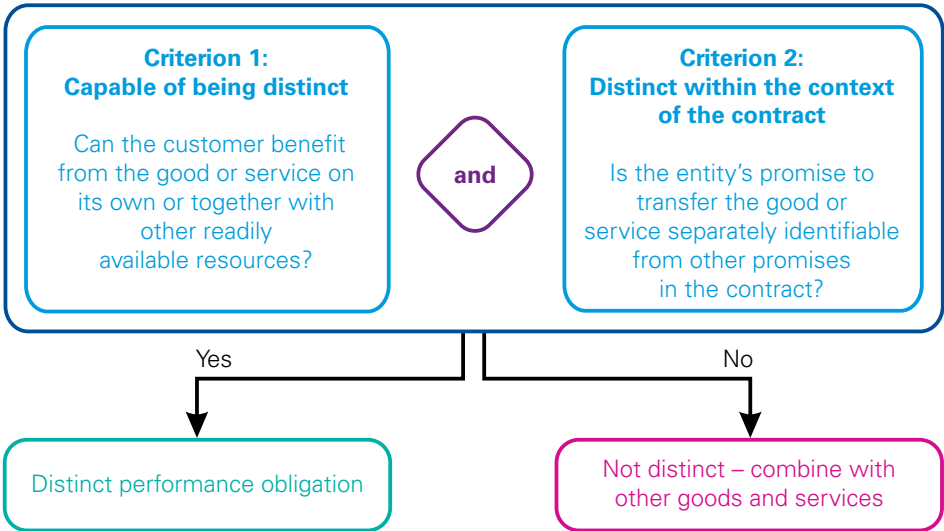 Criterion 1:
Capable of being distinct
Can the customer benefit
from the good or service on
its own or together with
other readily
available resources?
and
Criterion 2:
Distinct within the context
of the contract
Is the entity’s promise to
transfer the good or
service separately identifiable
from other promises
in the contract?
Yes
No
Distinct performance obligation
Not distinct – combine with
other goods and services